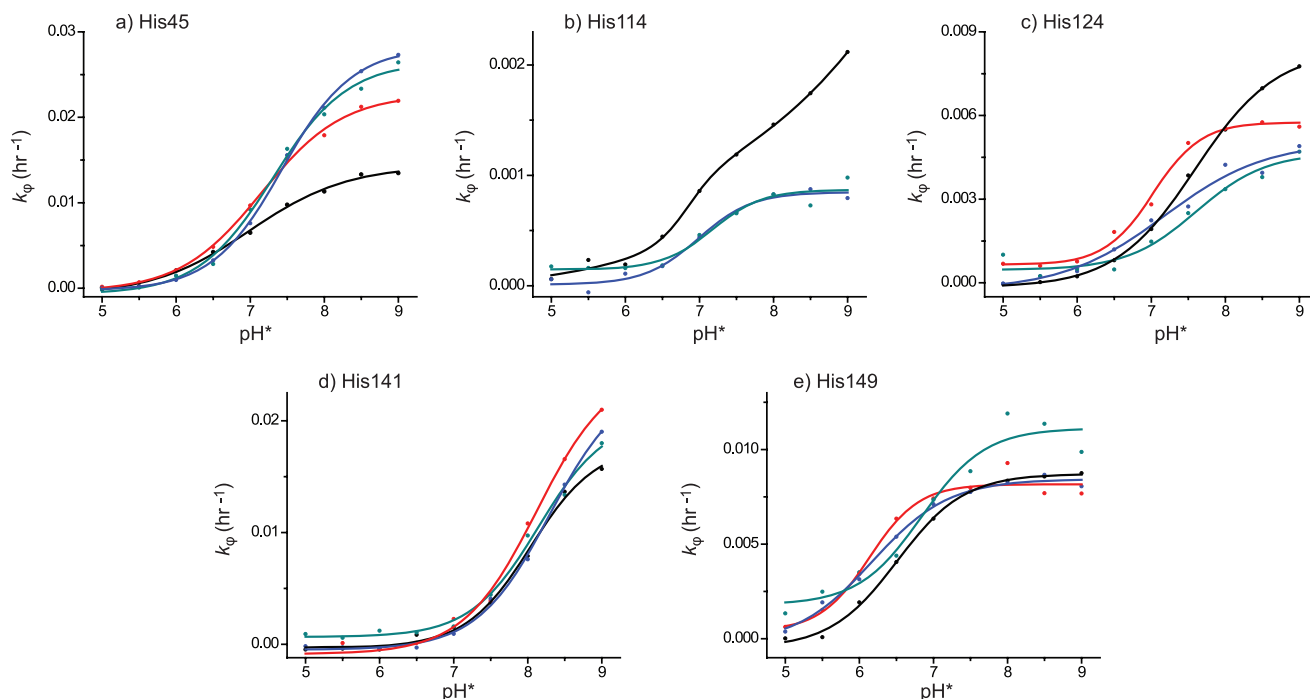 a) His45
0.03
0.02
0.01
0.00
kφ (hr⁻¹)
5 6 7 8 9
pH*
b) His114
0.002
0.001
0.000
kφ (hr⁻¹)
5 6 7 8 9
pH*
c) His124
0.009
0.006
0.003
0.000
kφ (hr⁻¹)
5 6 7 8 9
pH*
d) His141
0.02
0.01
0.00
kφ (hr⁻¹)
5 6 7 8 9
pH*
e) His149
0.010
0.005
0.000
kφ (hr⁻¹)
5 6 7 8 9
pH*